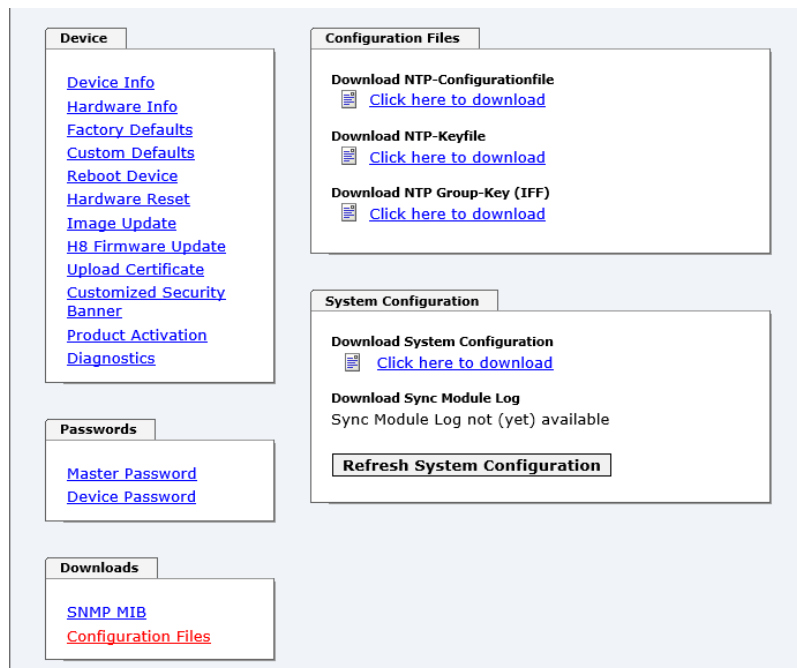 Device
Device Info
Hardware Info
Factory Defaults
Custom Defaults
Reboot Device
Hardware Reset
Image Update
H8 Firmware Update
Upload Certificate
Customized Security
Banner
Product Activation
Diagnostics
Passwords
Master Password
Device Password
Downloads
SNMP MIB
Configuration Files
Configuration Files
Download NTP-Configurationfile
Click here to download
Download NTP-Keyfile
Click here to download
Download NTP Group-Key (IFF)
Click here to download
System Configuration
Download System Configuration
Click here to download
Download Sync Module Log
Sync Module Log not (yet) available
Refresh System Configuration